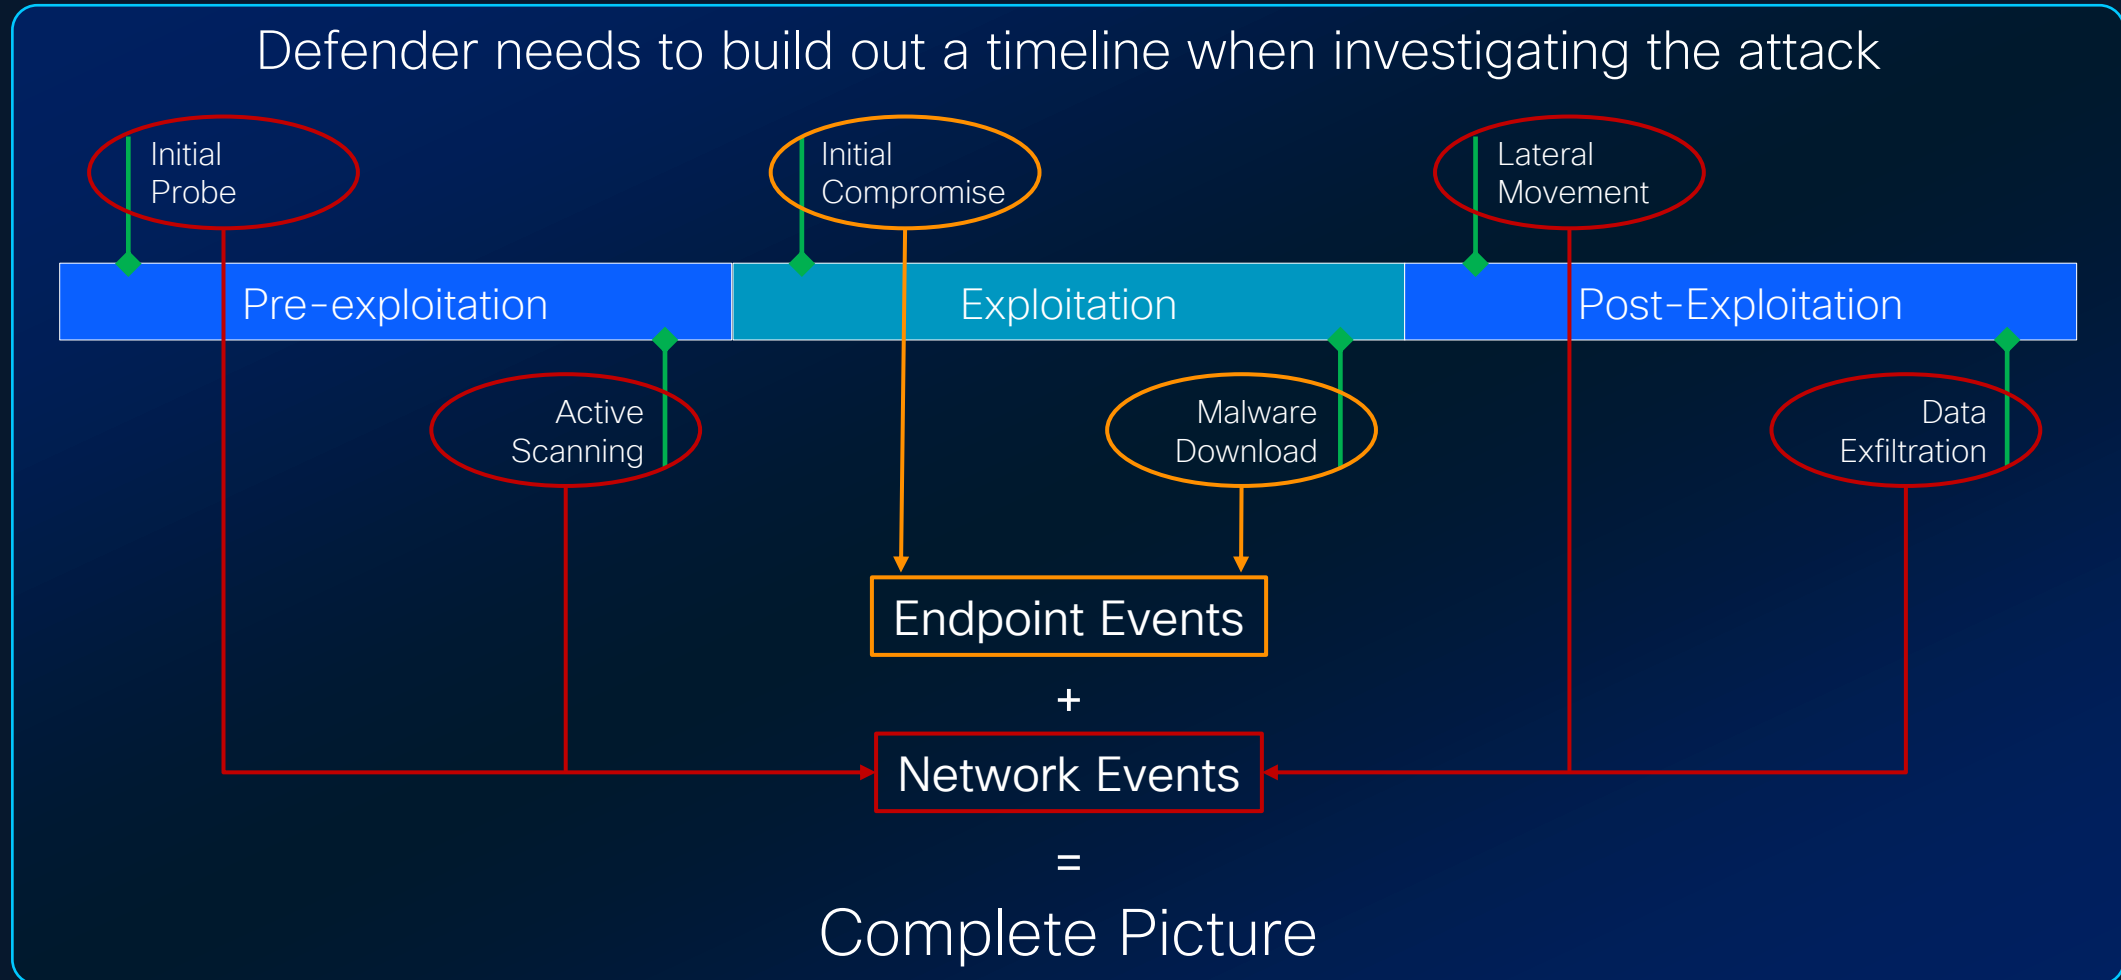 Defender needs to build out a timeline when investigating the attack
Initial
Probe
Initial
Compromise
Lateral
Movement
Pre-exploitation
Exploitation
Post-Exploitation
Active
Scanning
Malware
Download
Data
Exfiltration
Endpoint Events
+
Network Events
=
Complete Picture